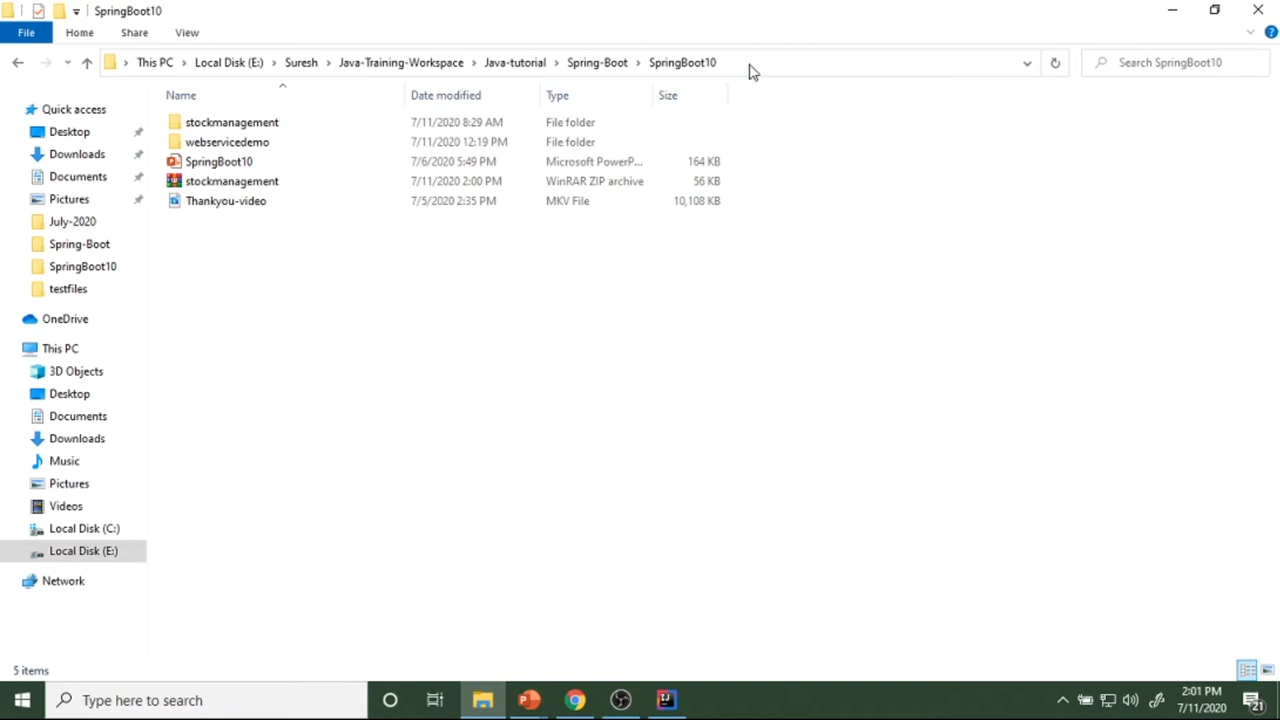 SpringBoot10
File Home Share View
This PC Local Disk (E:) Suresh Java-Training-Workspace Java-tutorial Spring-Boot SpringBoot10 Search SpringBoot10
Name Date modified Type Size
stockmanagement 7/11/2020 8:29 AM File folder
webservicedemo 7/11/2020 12:19 PM File folder
SpringBoot10 7/6/2020 5:49 PM Microsoft PowerP... 164 KB
stockmanagement 7/11/2020 2:00 PM WinRAR ZIP archive 56 KB
Thankyou-video 7/5/2020 2:35 PM MKV File 10,108 KB
Quick access
Desktop
Downloads
Documents
Pictures
July-2020
Spring-Boot
SpringBoot10
testfiles
OneDrive
This PC
3D Objects
Desktop
Documents
Downloads
Music
Pictures
Videos
Local Disk (C:)
Local Disk (E:)
Network
5 items
Type here to search
2:01 PM
7/11/2020
21